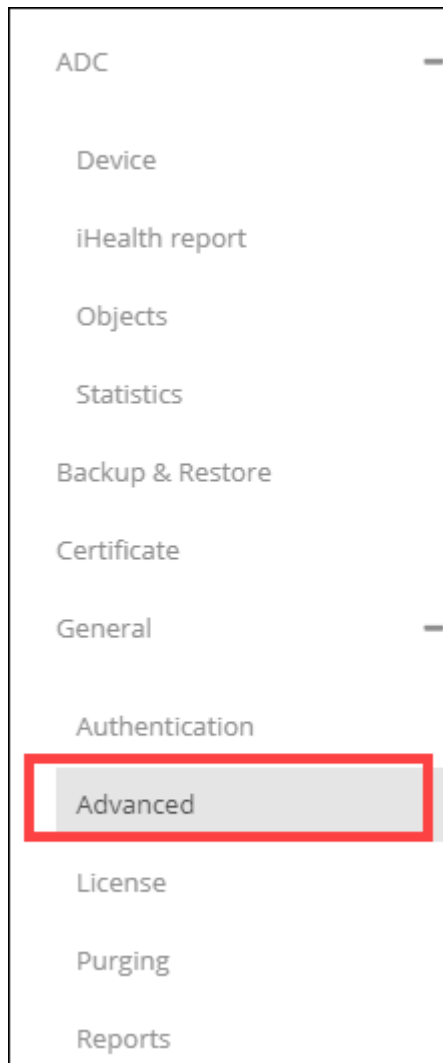 ADC
Device
iHealth report
Objects
Statistics
Backup & Restore
Certificate
General
Authentication
Advanced
License
Purging
Reports